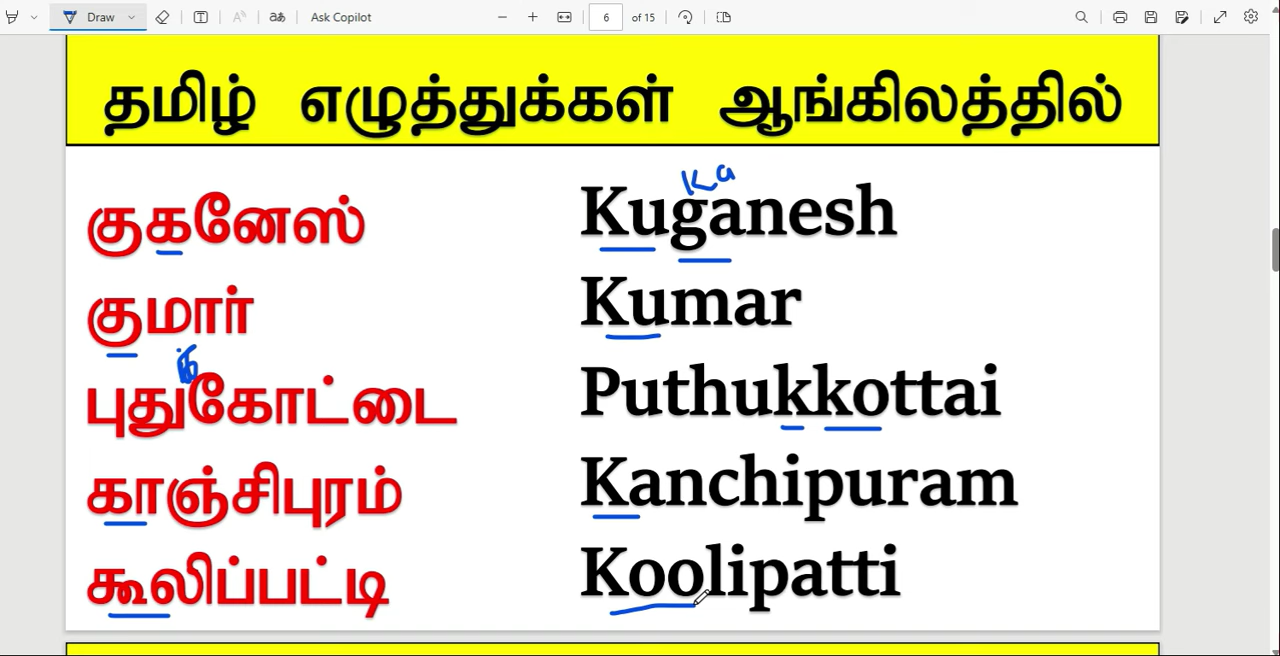 Draw Ask Copilot 6 of 15
தமிழ் எழுத்துக்கள் ஆங்கிலத்தில்
Ka
குகனேஸ் Kuganesh
குமார் Kumar
க்
புதுகோட்டை Puthukkottai
காஞ்சிபுரம் Kanchipuram
கூலிப்பட்டி Koolipatti